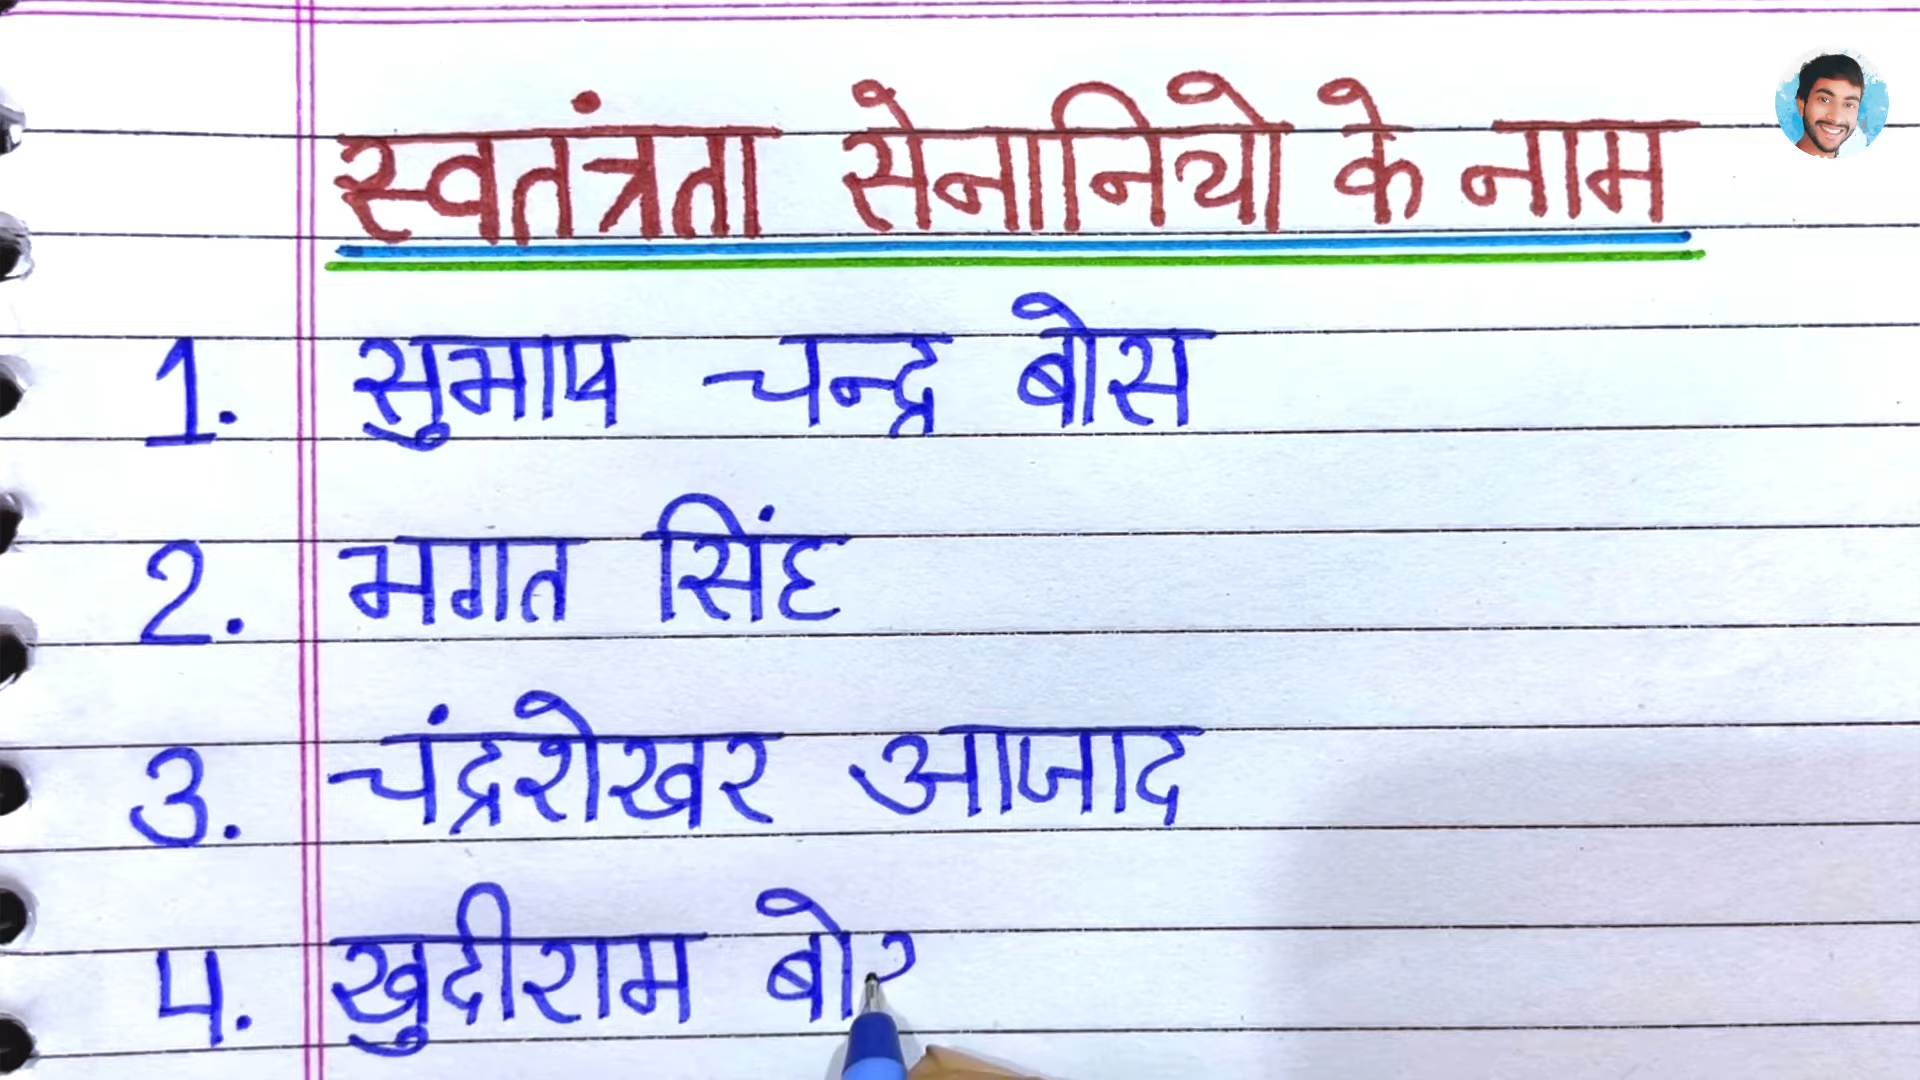 स्वतंत्रता सेनानियो के नाम
1. सुभाष चन्द्र बोस
2. भगत सिंह
3. चंद्रशेखर आजाद
4. खुदीराम